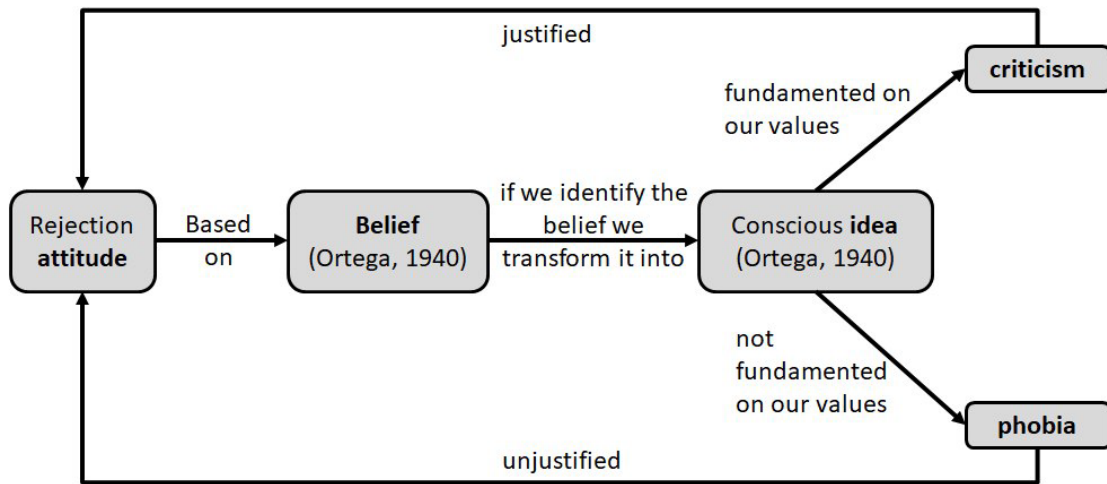 justified
criticism
fundamented on
our values
Rejection
attitude
Based
on
Belief
(Ortega, 1940)
if we identify the
belief we
transform it into
Conscious idea
(Ortega, 1940)
not
fundamented
on our values
phobia
unjustified